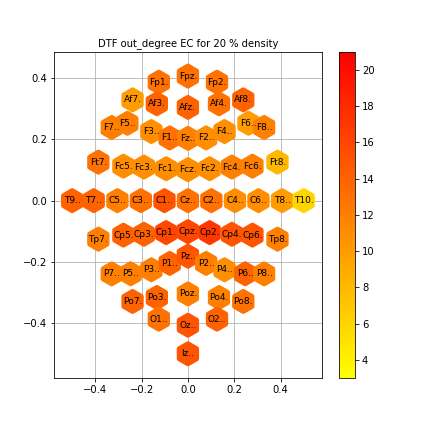 DTF out_degree EC for 20 % density
Fp1. Fpz Fp2.
Af7. Af3. Afz. Af4. Af8.
F7.. F5.. F3.. F1.. Fz.. F2.. F4.. F6.. F8..
Ft7. Fc5. Fc3. Fc1. Fcz. Fc2. Fc4. Fc6. Ft8.
T9.. T7.. C5.. C3.. C1.. Cz.. C2.. C4.. C6.. T8.. T10.
Tp7. Cp5 Cp3. Cp1. Cpz. Cp2. Cp4 Cp6 Tp8.
P7.. P5.. P3.. P1.. Pz.. P2.. P4.. P6.. P8..
Po7. Po3. Poz. Po4. Po8.
O1.. Oz.. O2..
Iz..
0.4
0.2
0.0
−0.2
−0.4
−0.4 −0.2 0.0 0.2 0.4
20
18
16
14
12
10
8
6
4